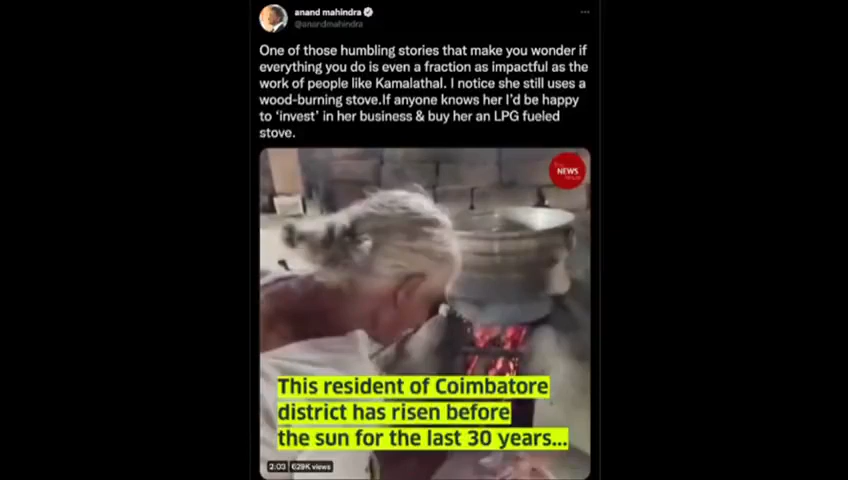 anand mahindra
@anandmahindra
One of those humbling stories that make you wonder if
everything you do is even a fraction as impactful as the
work of people like Kamalathal. I notice she still uses a
wood-burning stove.If anyone knows her I'd be happy
to 'invest' in her business & buy her an LPG fueled
stove.
NEWS
This resident of Coimbatore
district has risen before
the sun for the last 30 years...
2:03 629K views